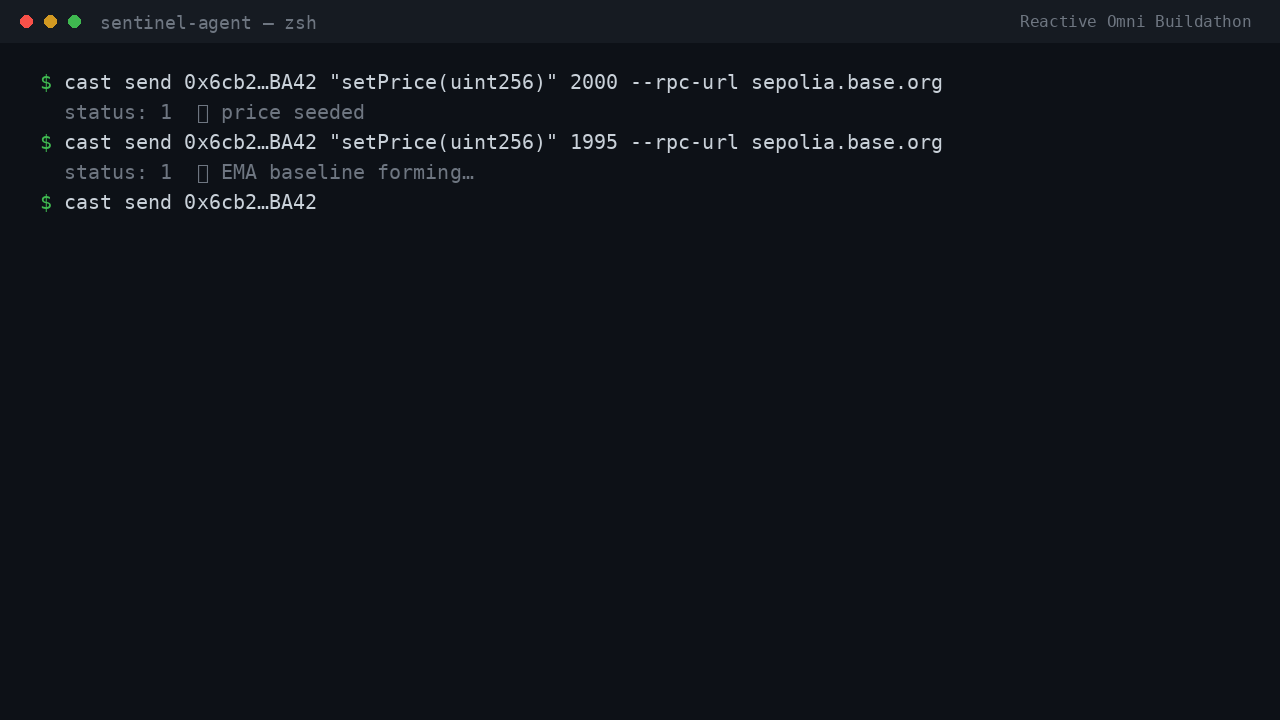 sentinel-agent — zsh
Reactive Omni Buildathon
$ cast send 0x6cb2…BA42 "setPrice(uint256)" 2000 --rpc-url sepolia.base.org
status: 1 ▯ price seeded
$ cast send 0x6cb2…BA42 "setPrice(uint256)" 1995 --rpc-url sepolia.base.org
status: 1 ▯ EMA baseline forming…
$ cast send 0x6cb2…BA42